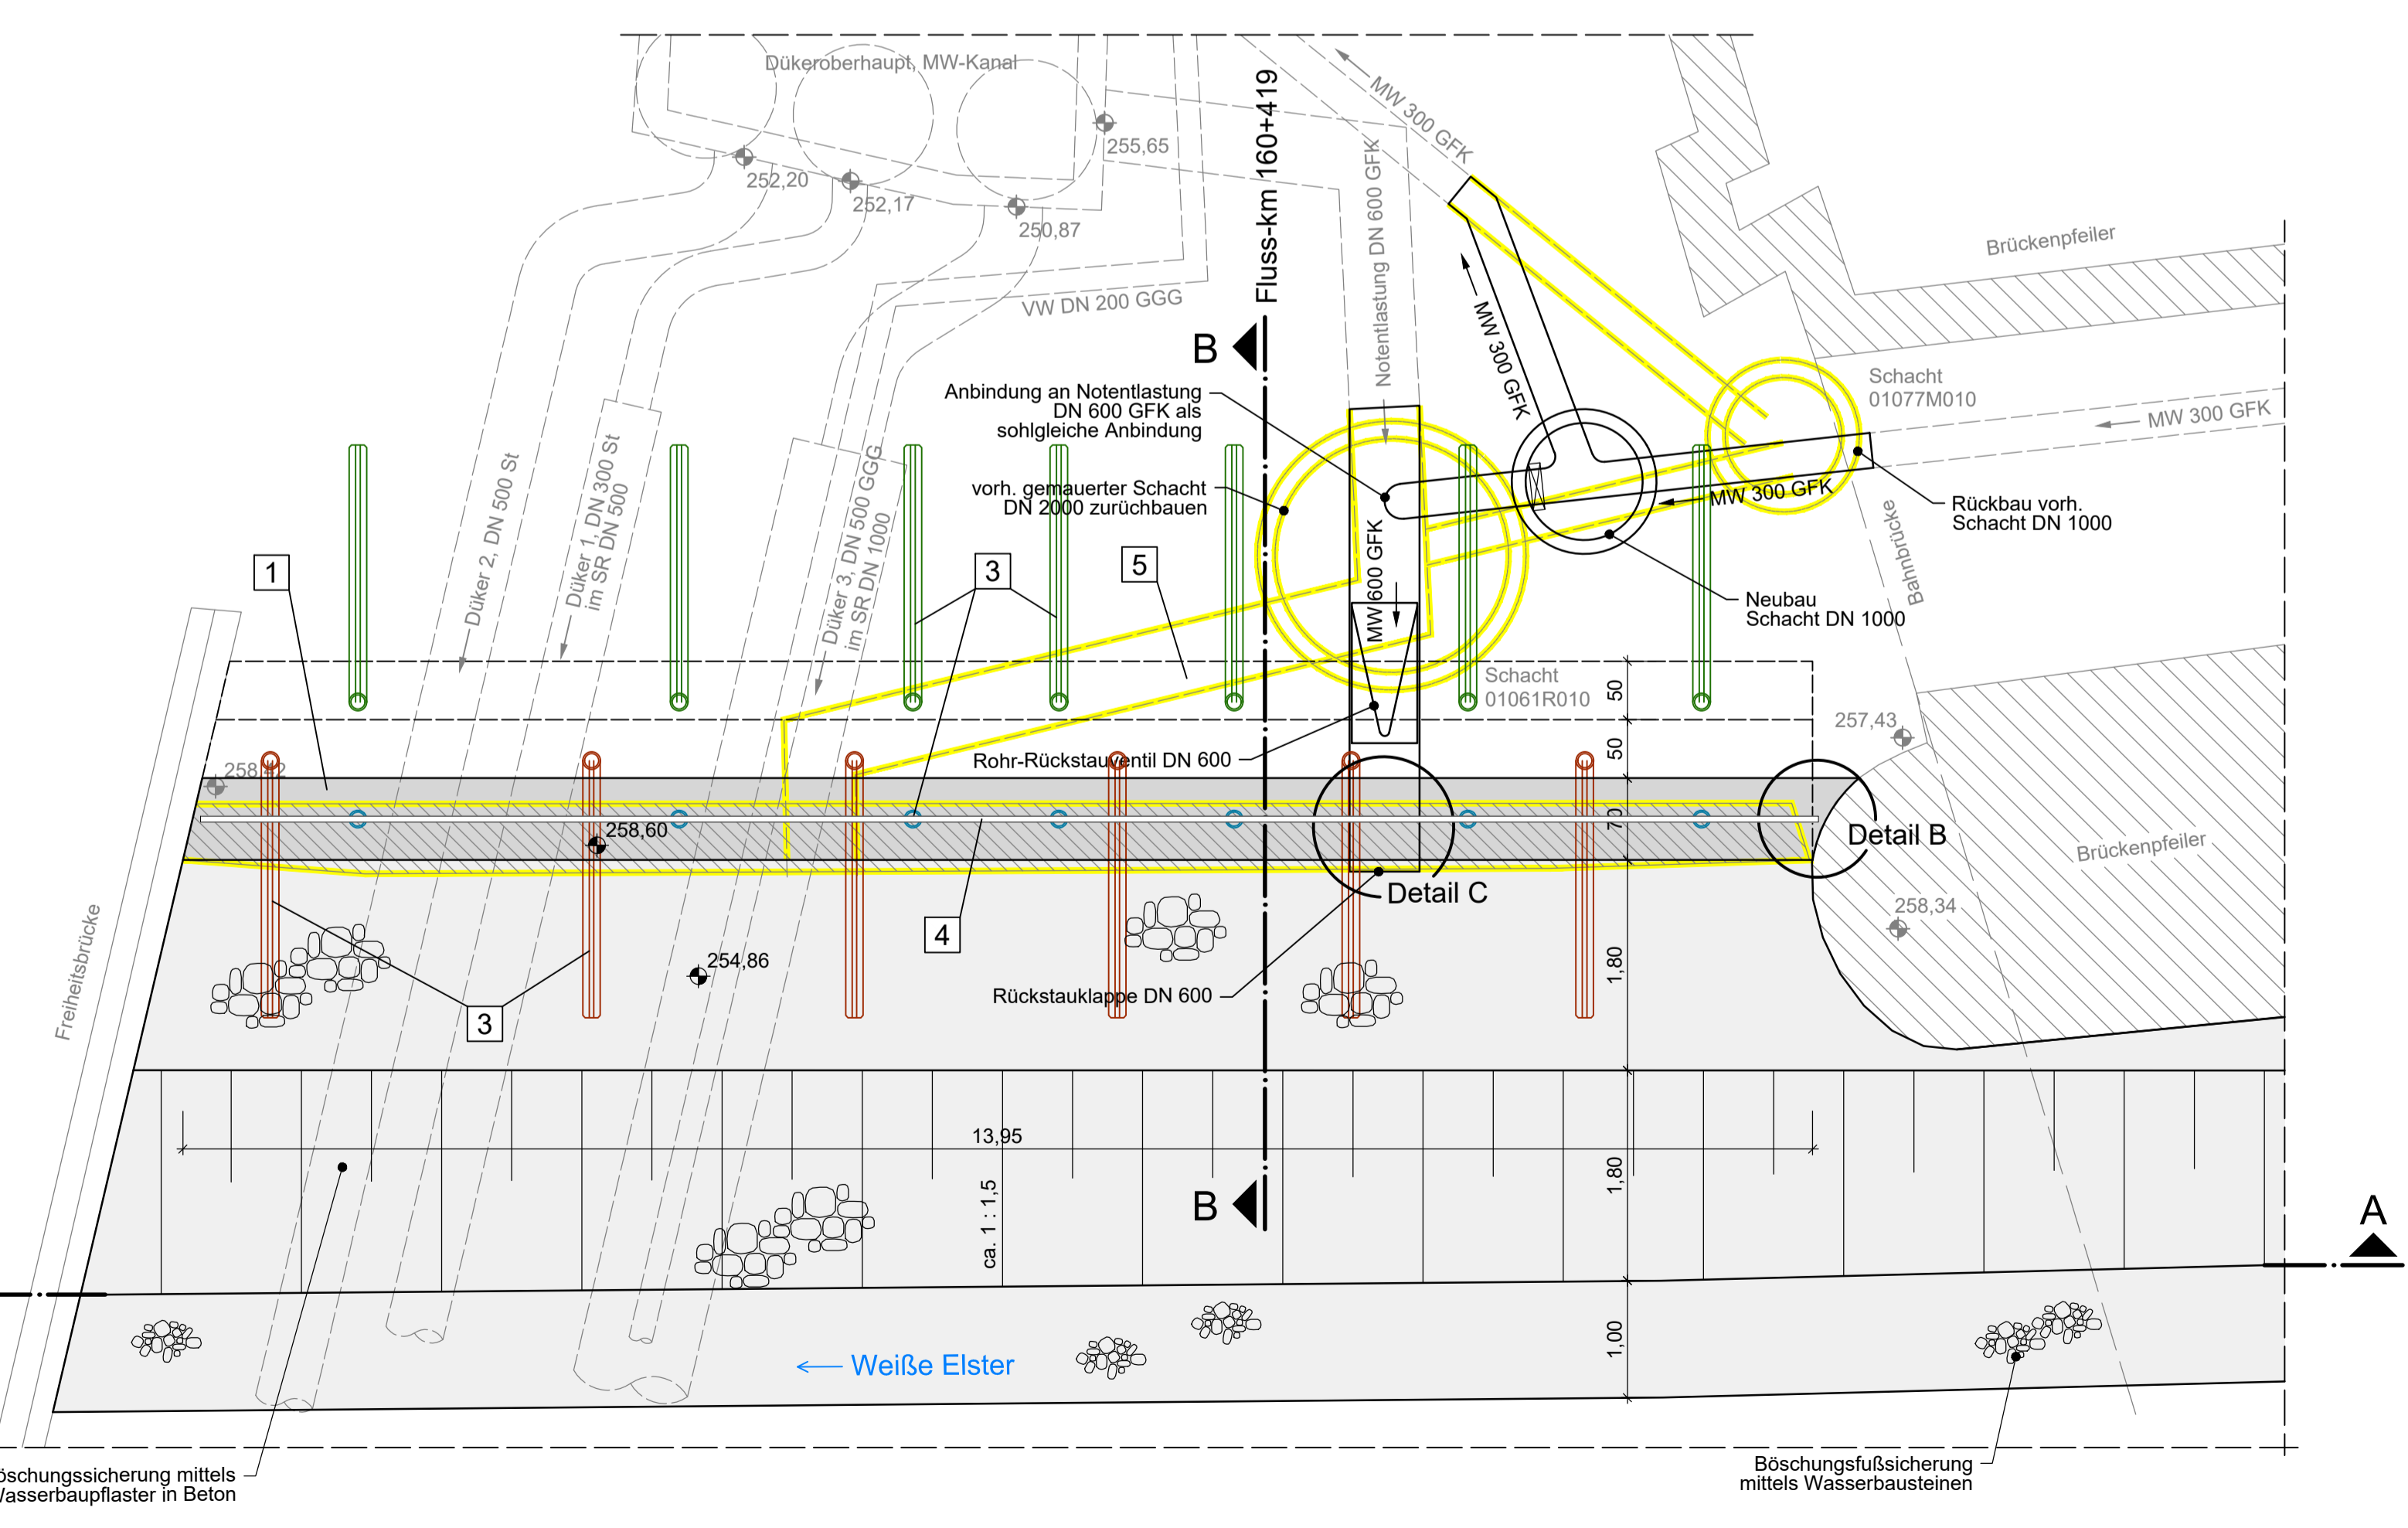 Dükeroberhaupt, MW-Kanal
252,20
252,17
250,87
255,65
Fluss-km 160+419
MW 300 GFK
Notentlastung DN 600 GFK
VW DN 200 GGG
Brückenpfeiler
B
Anbindung an Notentlastung
DN 600 GFK als
sohlgleiche Anbindung
MW 300 GFK
Schacht
01077M010
MW 300 GFK
vorh. gemauerter Schacht
DN 2000 zurüchbauen
MW 300 GFK
Rückbau vorh.
Schacht DN 1000
Düker 2, DN 500 St
Düker 1, DN 300 St
im SR DN 500
Düker 3, DN 500 GGG
im SR DN 1000
1
3
5
MW 600 GFK
Neubau
Schacht DN 1000
Bahnbrücke
Schacht
01061R010
50
50
70
257,43
Rohr-Rückstauventil DN 600
258,42
258,60
Detail B
Brückenpfeiler
Detail C
4
258,34
254,86
Rückstauklappe DN 600
1,80
3
Freiheitsbrücke
13,95
ca. 1 : 1,5
B
1,80
A
1,00
Weiße Elster
öschungssicherung mittels
Wasserbaupflaster in Beton
Böschungsfußsicherung
mittels Wasserbausteinen